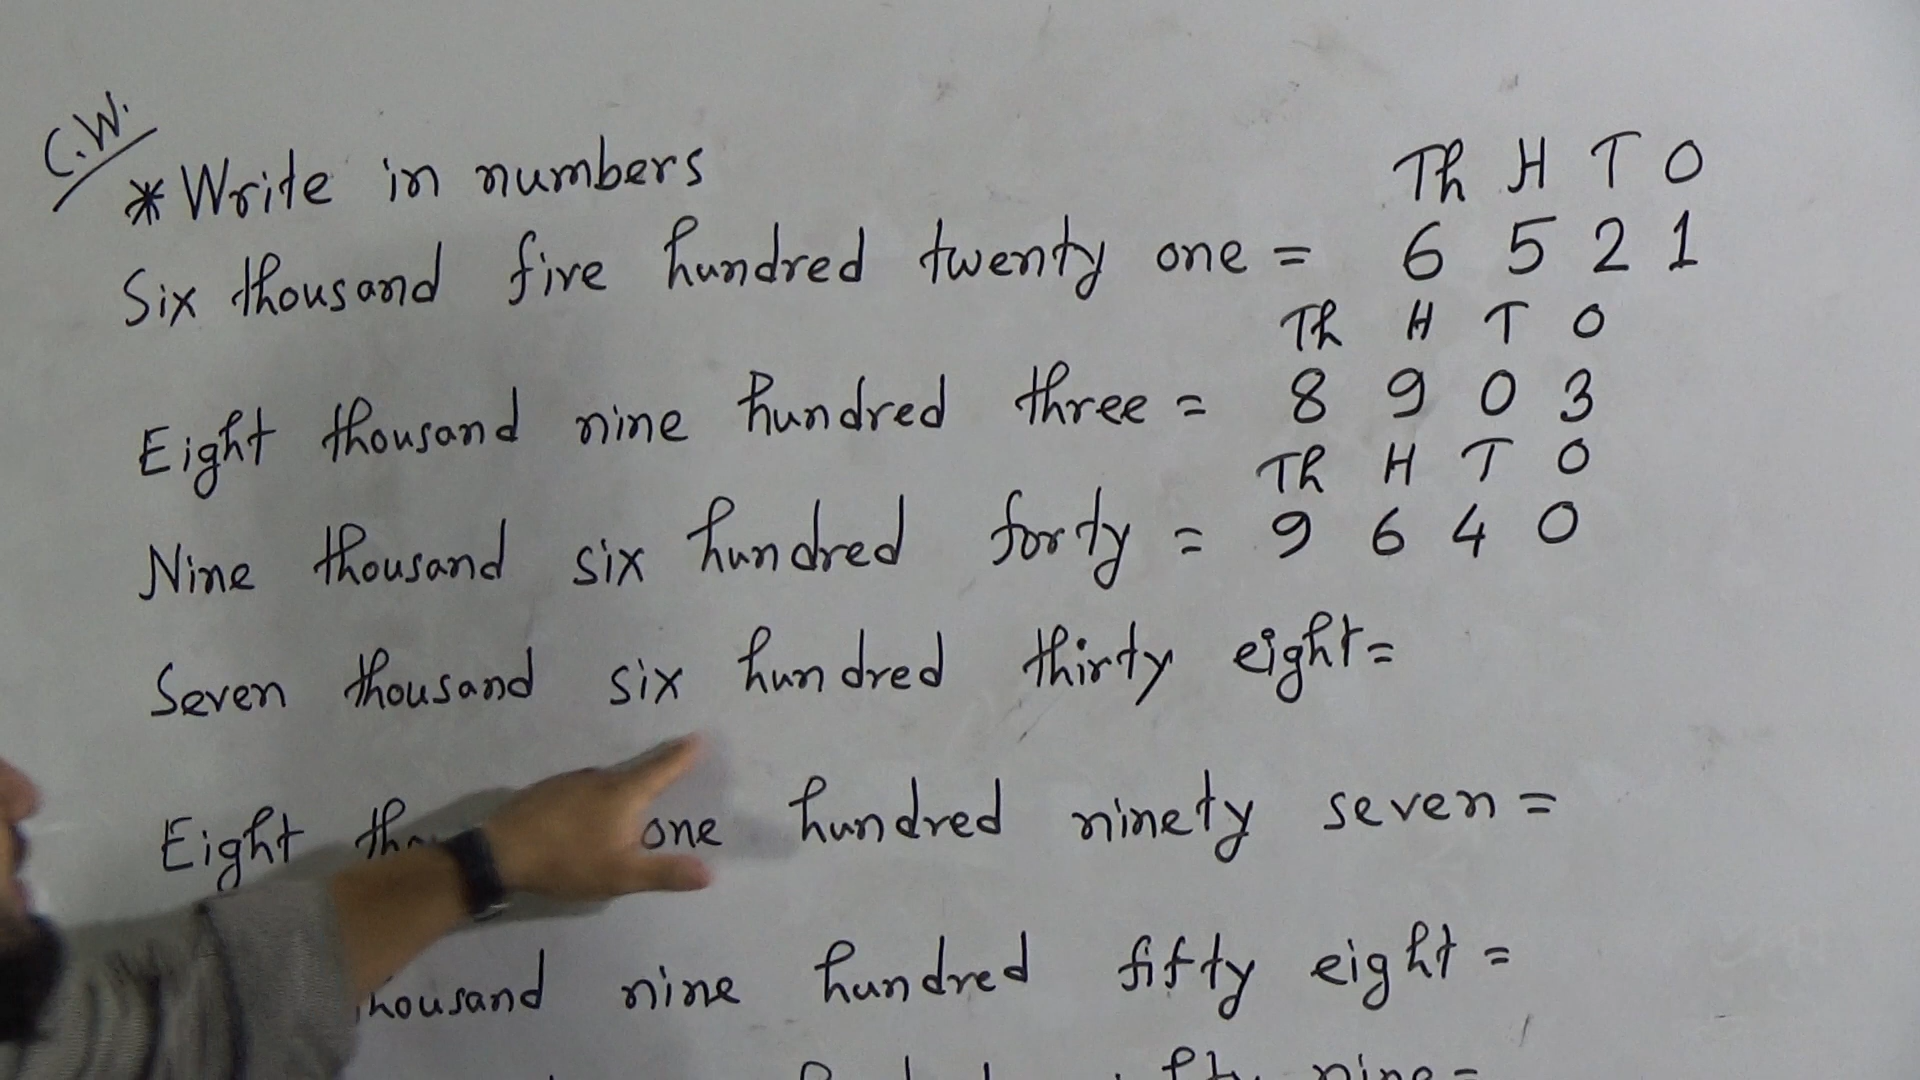 C.W.
* Write in numbers
Th H T O
Six thousand five hundred twenty one = 6 5 2 1
Th H T O
Eight thousand nine hundred three = 8 9 0 3
Th H T O
Nine thousand six hundred forty = 9 6 4 0
Seven thousand six hundred thirty eight=
Eight one hundred ninety seven =
nine hundred fifty eight =
nine=